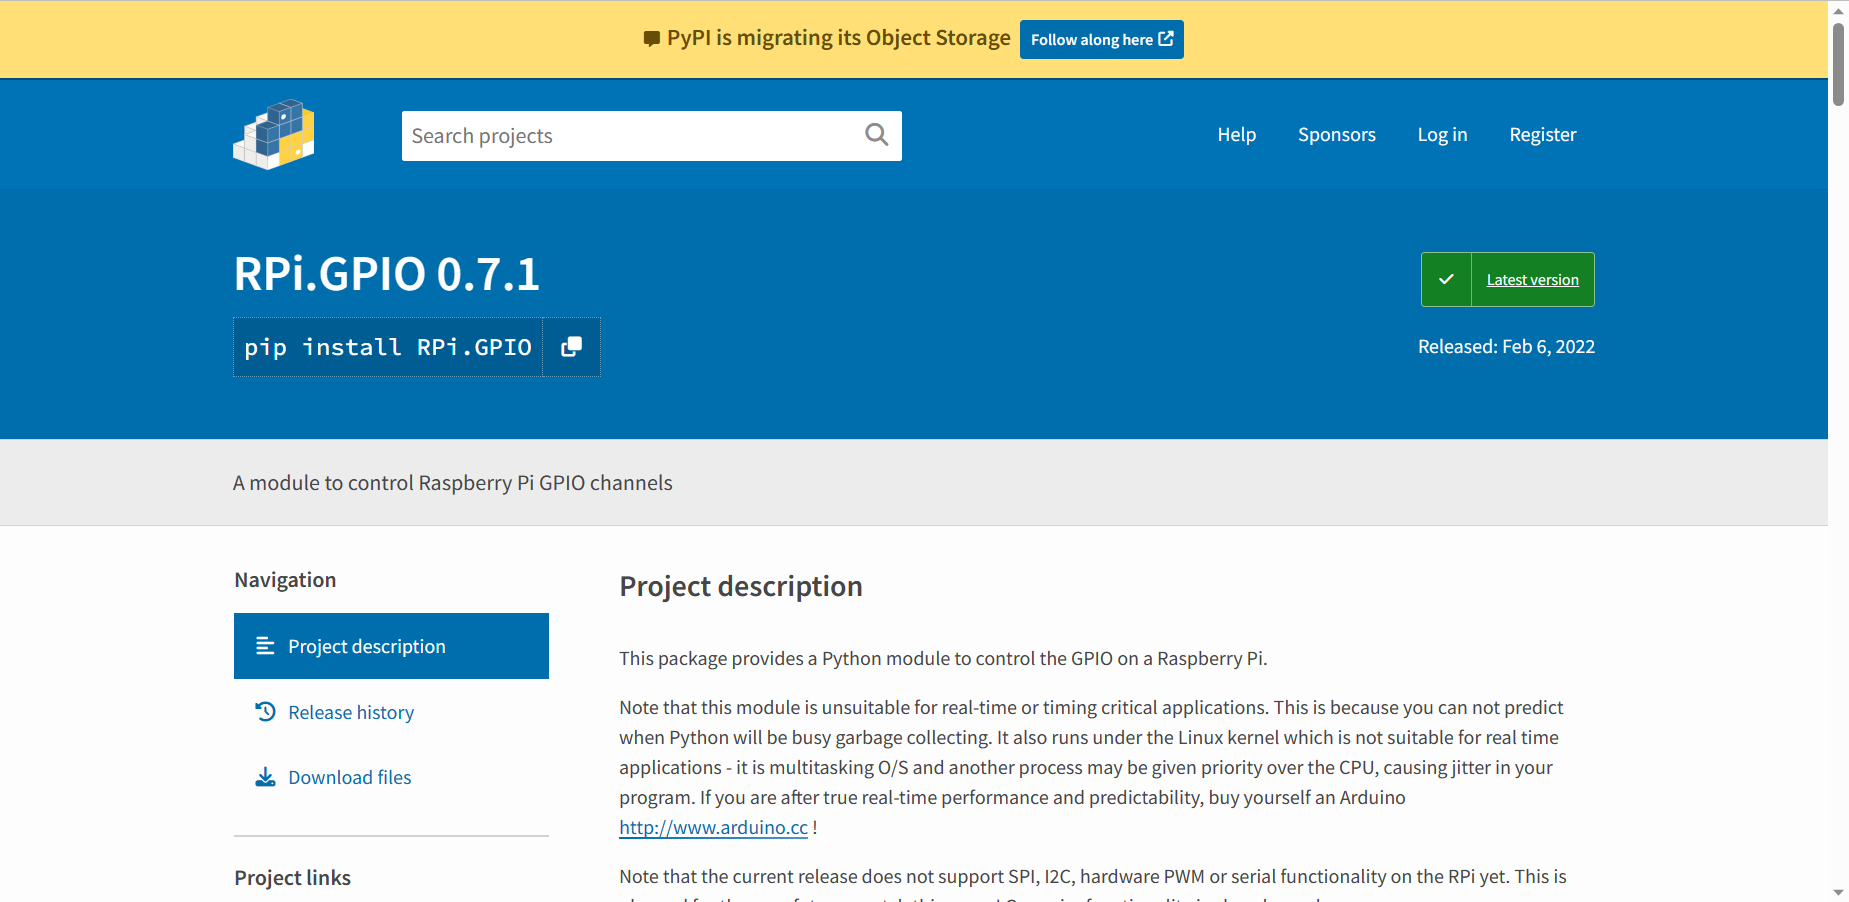 PyPI is migrating its Object Storage
Follow along here
Search projects
Help
Sponsors
Log in
Register
RPi.GPIO 0.7.1
pip install RPi.GPIO
Latest version
Released: Feb 6, 2022
A module to control Raspberry Pi GPIO channels
Navigation
Project description
Release history
Download files
Project links
Project description
This package provides a Python module to control the GPIO on a Raspberry Pi.
Note that this module is unsuitable for real-time or timing critical applications. This is because you can not predict
when Python will be busy garbage collecting. It also runs under the Linux kernel which is not suitable for real time
applications - it is multitasking O/S and another process may be given priority over the CPU, causing jitter in your
program. If you are after true real-time performance and predictability, buy yourself an Arduino
http://www.arduino.cc !
Note that the current release does not support SPI, I2C, hardware PWM or serial functionality on the RPi yet. This is